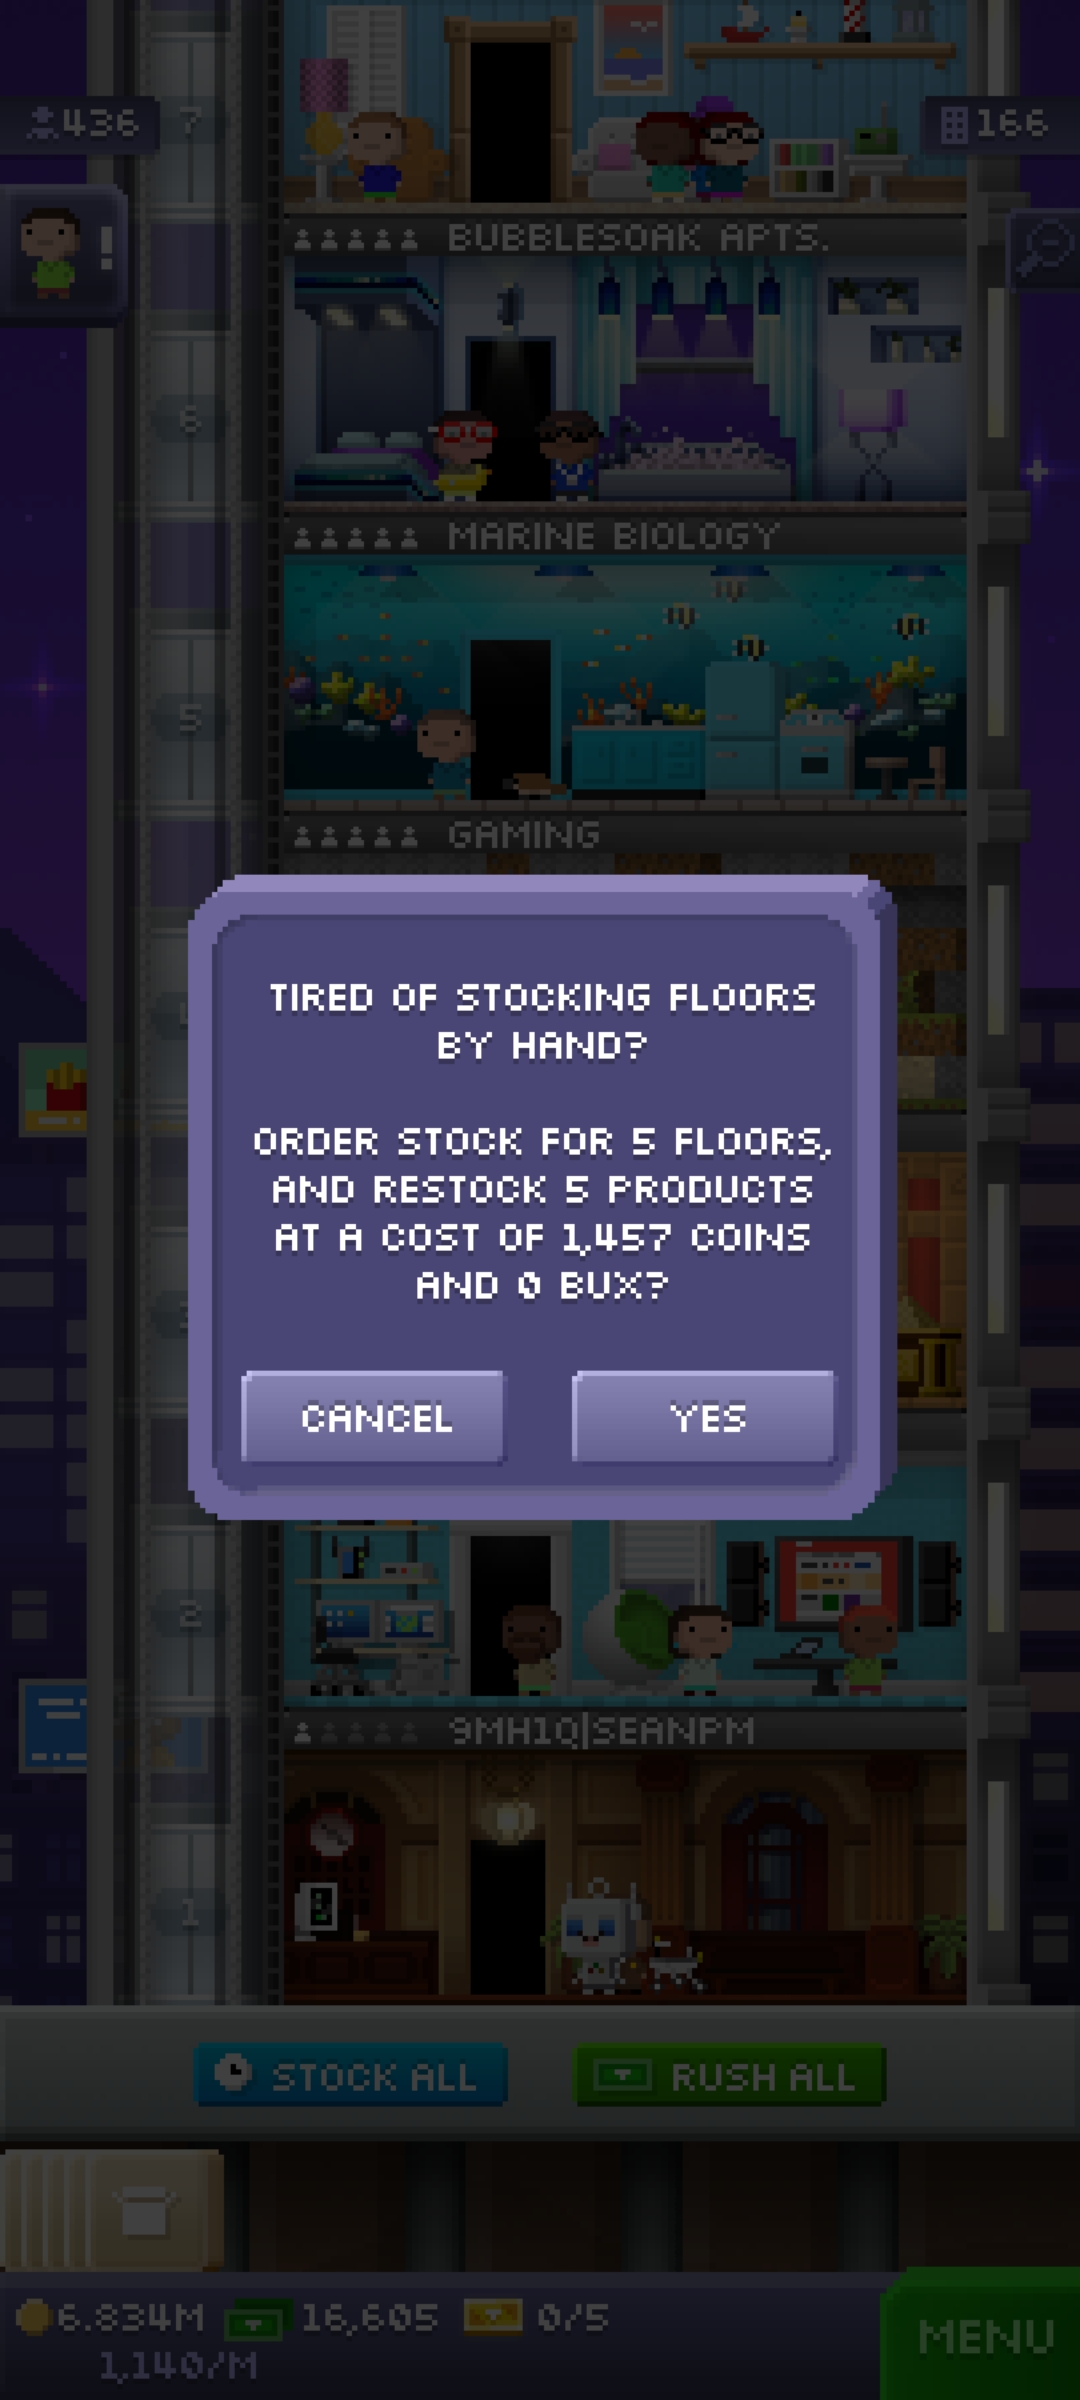 436
7
166
!
BUBBLESOAK APTS.
6
MARINE BIOLOGY
5
GAMING
TIRED OF STOCKING FLOORS
BY HAND?
ORDER STOCK FOR 5 FLOORS,
AND RESTOCK 5 PRODUCTS
AT A COST OF 1,457 COINS
AND 0 BUX?
CANCEL
YES
2
9MH1Q|SEANPM
1
STOCK ALL
RUSH ALL
6.834M
16,605
0/5
1,140/M
MENU